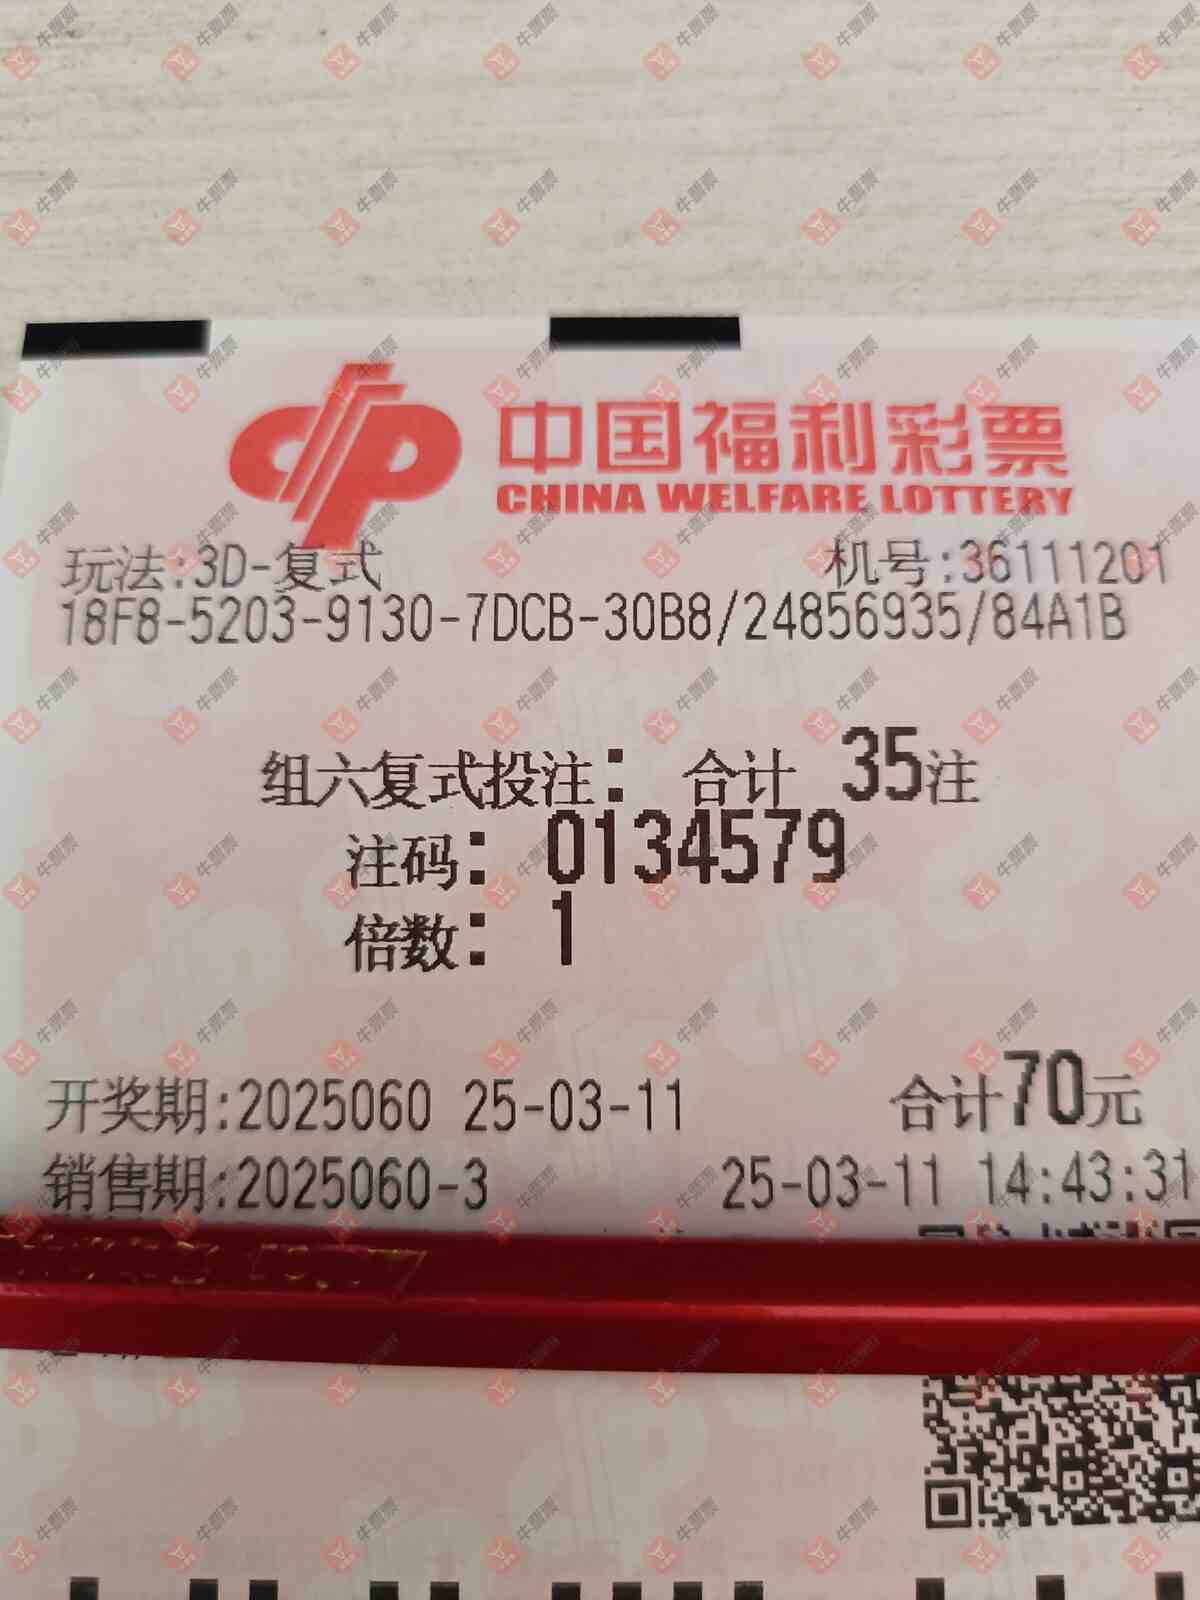 中国福利彩票
CHINA WELFARE LOTTERY
玩法:3D-复式 机号:36111201
18F8-5203-9130-7DCB-30B8/24856935/84A1B
组六复式投注: 合计 35注
注码: 0134579
倍数: 1
开奖期:2025060 25-03-11 合计70元
销售期:2025060-3 25-03-11 14:43:31
牛票票